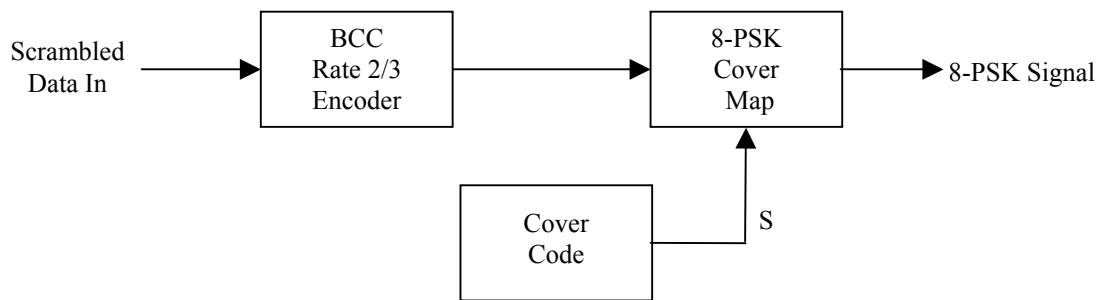 Scrambled
Data In
BCC
Rate 2/3
Encoder
8-PSK
Cover
Map
8-PSK Signal
Cover
Code
S